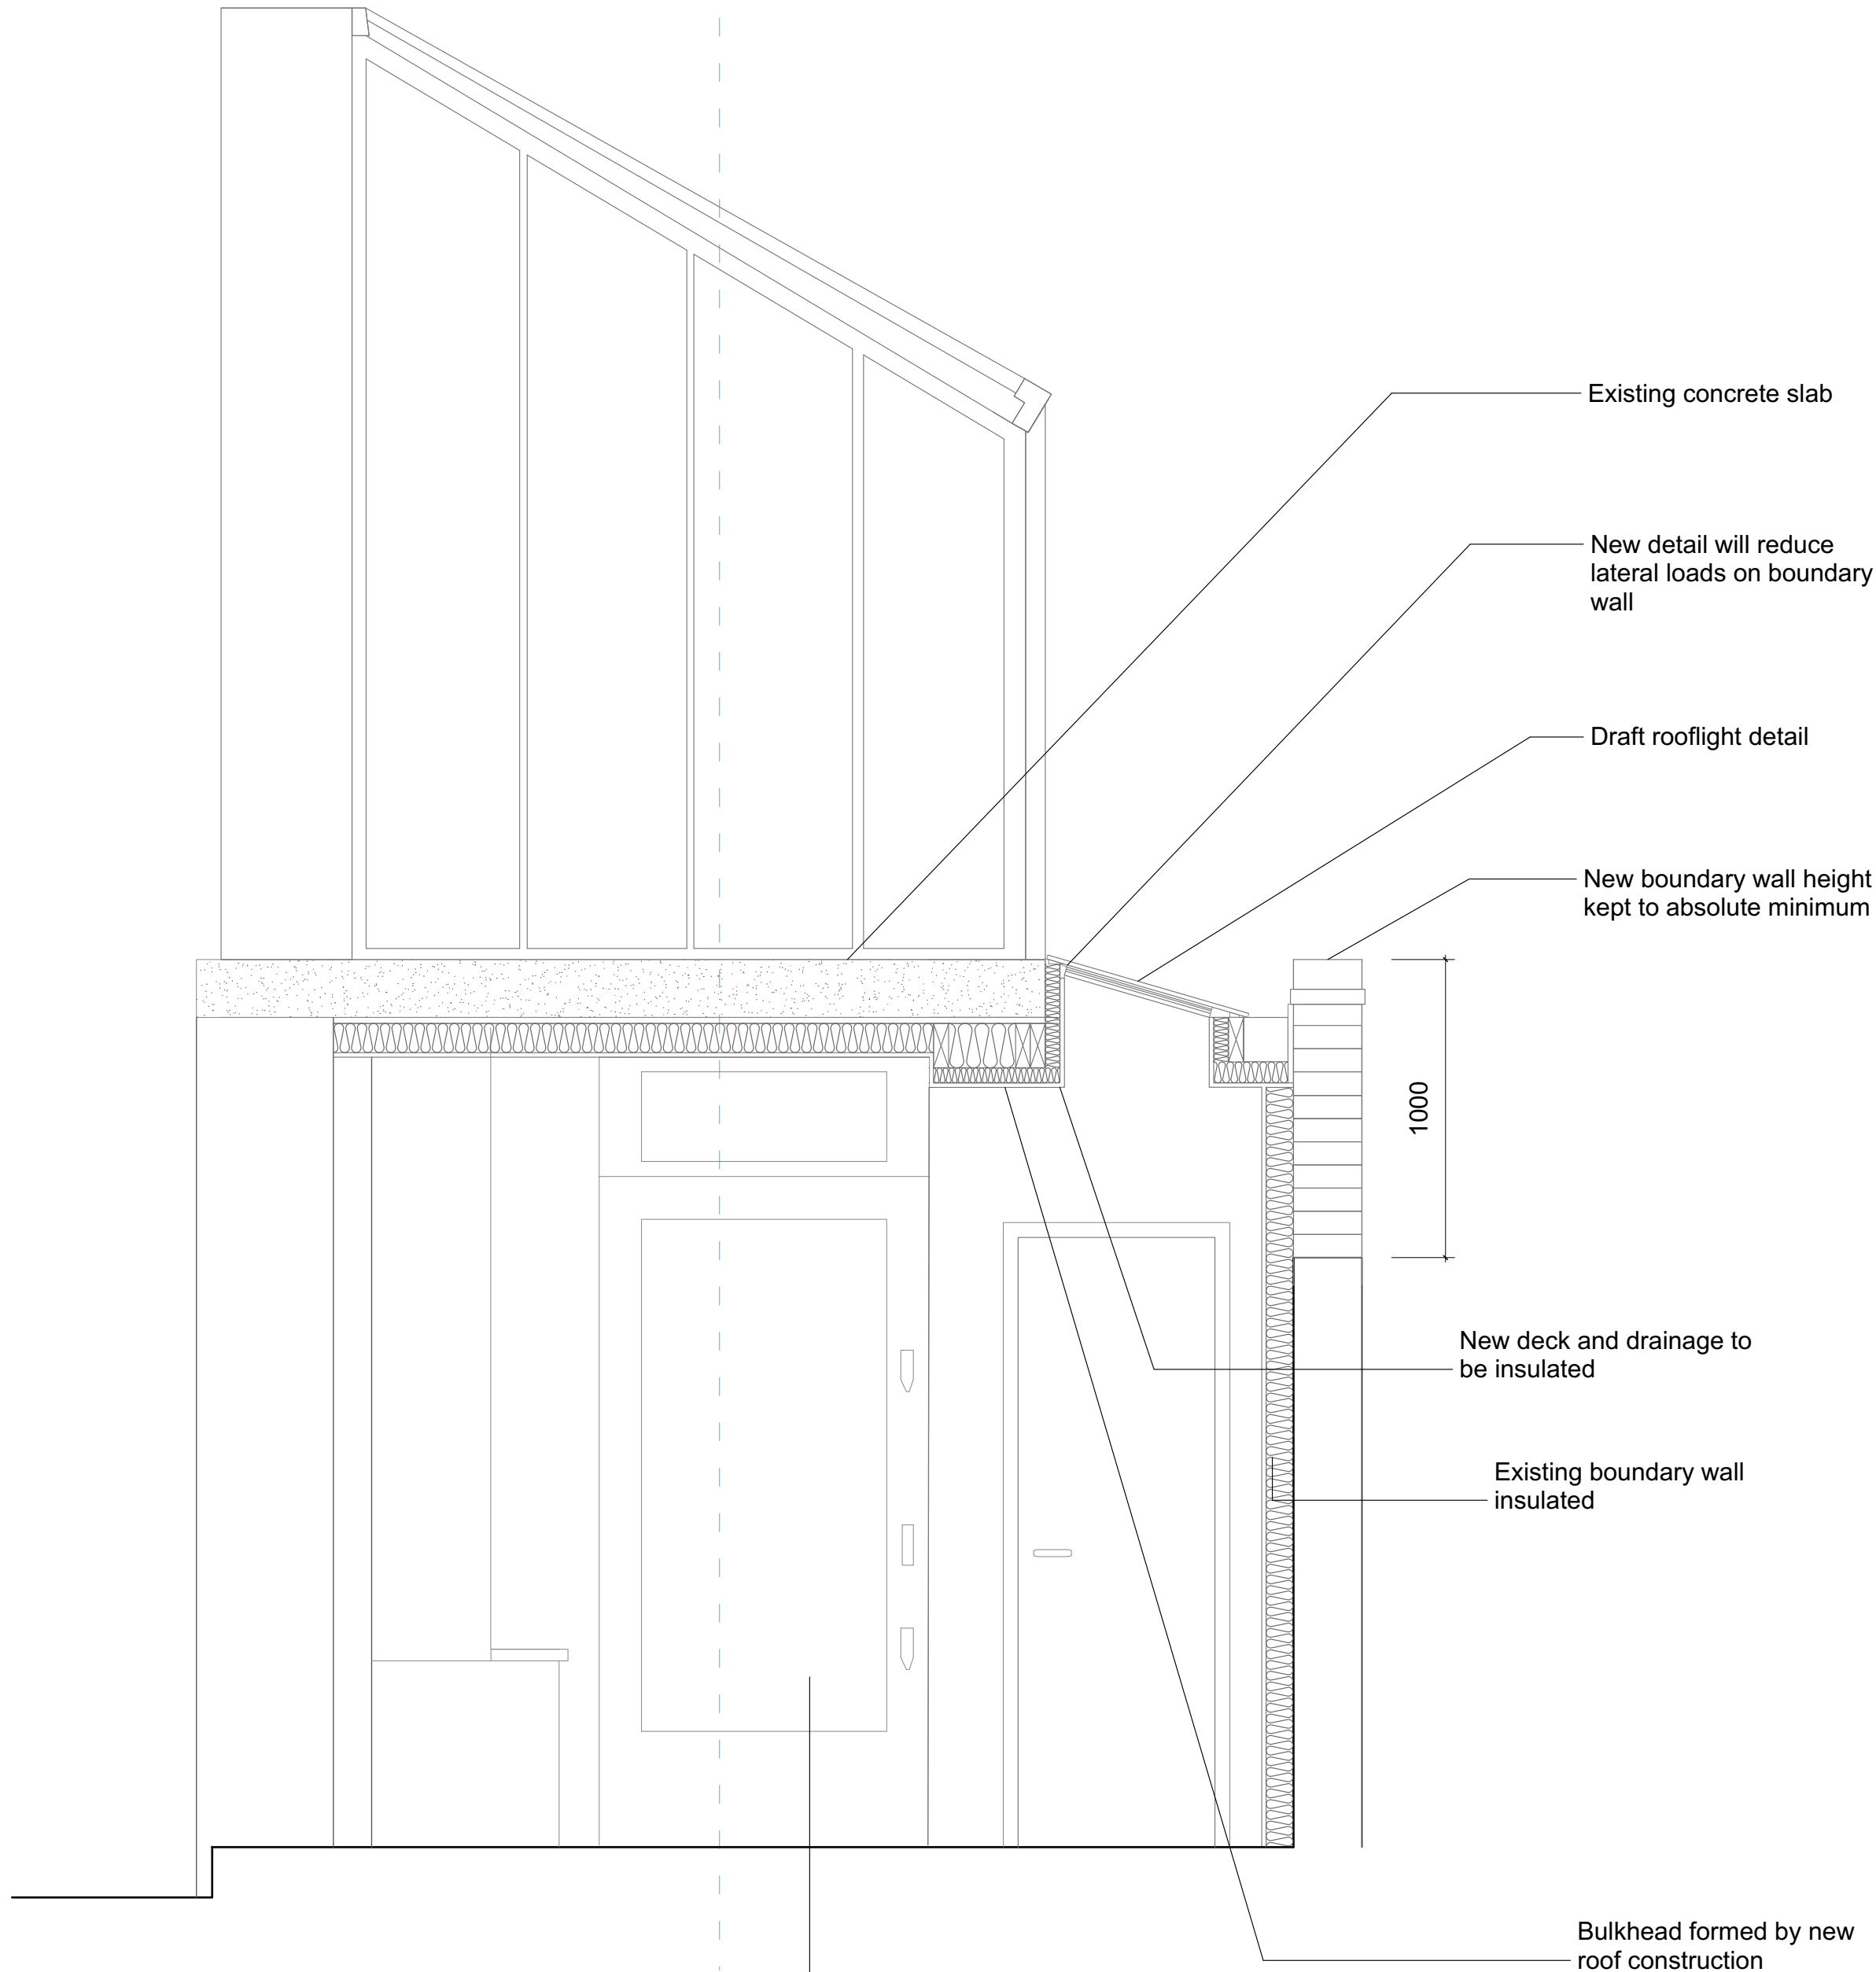 Existing concrete slab
New detail will reduce
lateral loads on boundary
wall
Draft rooflight detail
New boundary wall height
kept to absolute minimum
1000
New deck and drainage to
be insulated
Existing boundary wall
insulated
Bulkhead formed by new
roof construction